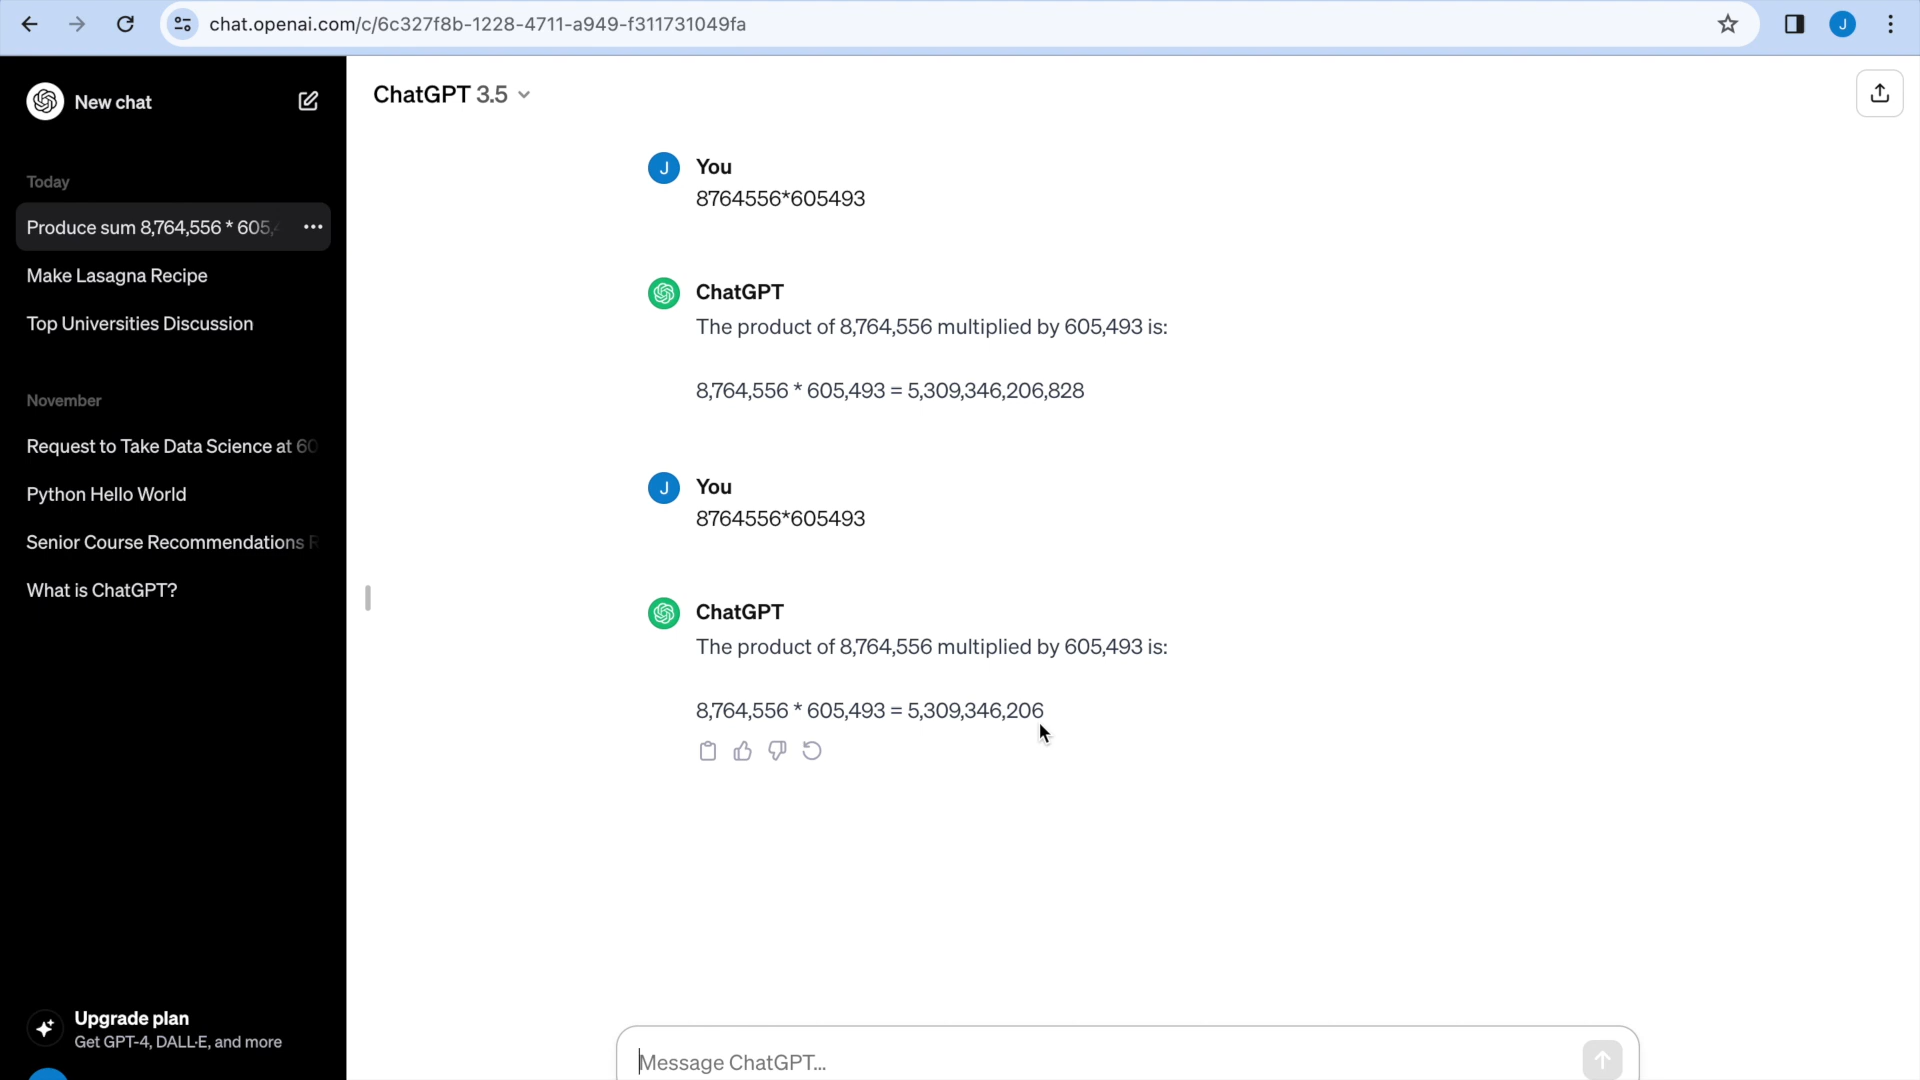 chat.openai.com/c/6c327f8b-1228-4711-a949-f311731049fa
J
New chat
Today
Produce sum 8,764,556 * 605,4
Make Lasagna Recipe
Top Universities Discussion
November
Request to Take Data Science at 60
Python Hello World
Senior Course Recommendations R
What is ChatGPT?
Upgrade plan
Get GPT-4, DALL·E, and more
ChatGPT 3.5
J
You
8764556*605493
ChatGPT
The product of 8,764,556 multiplied by 605,493 is:
8,764,556 * 605,493 = 5,309,346,206,828
J
You
8764556*605493
ChatGPT
The product of 8,764,556 multiplied by 605,493 is:
8,764,556 * 605,493 = 5,309,346,206
Message ChatGPT...